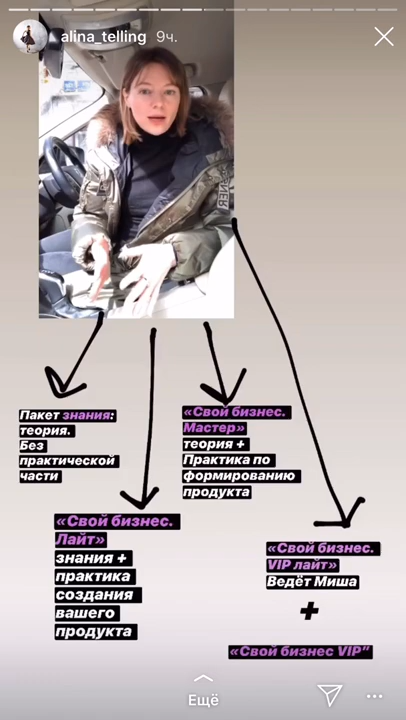 alina_telling 9ч.
Пакет знания:
теория.
Без
практической
части
«Свой бизнес.
Мастер»
теория +
Практика по
формированию
продукта
«Свой бизнес.
Лайт»
знания +
практика
создания
вашего
продукта
«Свой бизнес.
VIP лайт»
Ведёт Миша
+
«Свой бизнес VIP”
Ещё